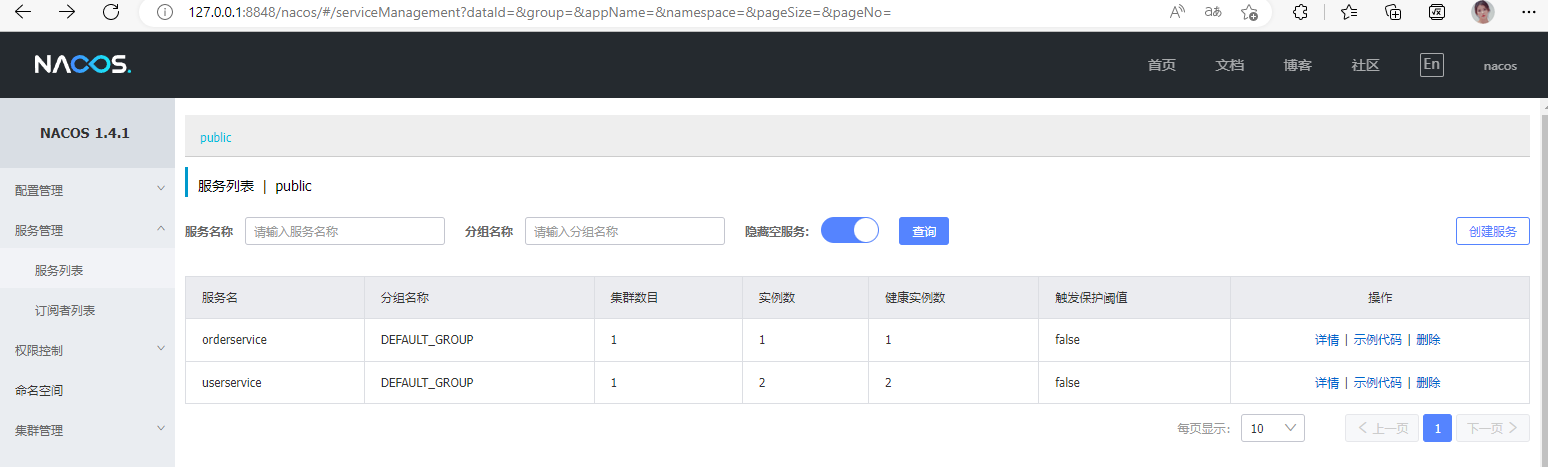 127.0.0.1:8848/nacos/#/serviceManagement?dataId=&group=&appName=&namespace=&pageSize=&pageNo=
NACOS. 首页 文档 博客 社区 En nacos
NACOS 1.4.1
public
配置管理
服务管理
服务列表
订阅者列表
权限控制
命名空间
集群管理
服务列表 | public
服务名称 请输入服务名称 分组名称 请输入分组名称 隐藏空服务: 查询 创建服务
服务名 分组名称 集群数目 实例数 健康实例数 触发保护阈值 操作
orderservice DEFAULT_GROUP 1 1 1 false 详情 | 示例代码 | 删除
userservice DEFAULT_GROUP 1 2 2 false 详情 | 示例代码 | 删除
每页显示: 10 上一页 1 下一页